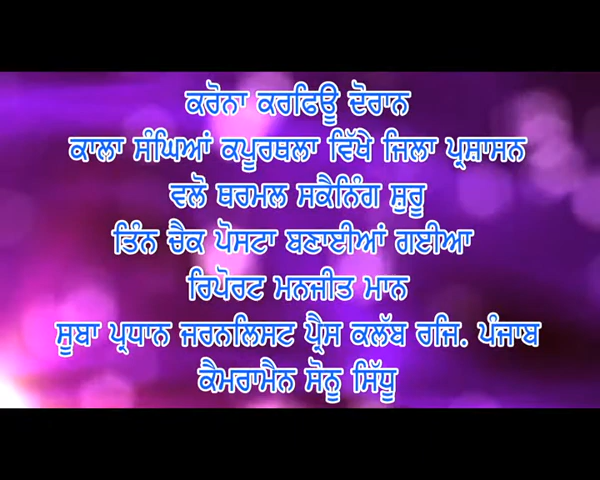 ਕਰੋਨਾ ਕਰਫਿਊ ਦੋਰਾਨ
ਕਾਲਾ ਸੰਘਿਆਂ ਕਪੂਰਥਲਾ ਵਿੱਖੇ ਜਿਲਾ ਪ੍ਰਸ਼ਾਸਨ
ਵਲੋ ਥਰਮਲ ਸਕੈਨਿੰਗ ਸ਼ੁਰੂ
ਤਿੰਨ ਚੈਕ ਪੋਸਟਾ ਬਣਾਈਆਂ ਗਈਆ
ਰਿਪੋਰਟ ਮਨਜੀਤ ਮਾਨ
ਸੂਬਾ ਪ੍ਰਧਾਨ ਜਰਨਲਿਸਟ ਪ੍ਰੈਸ ਕਲੱਬ ਰਜਿ. ਪੰਜਾਬ
ਕੈਮਰਾਮੈਨ ਸੋਨੂ ਸਿੱਧੂ